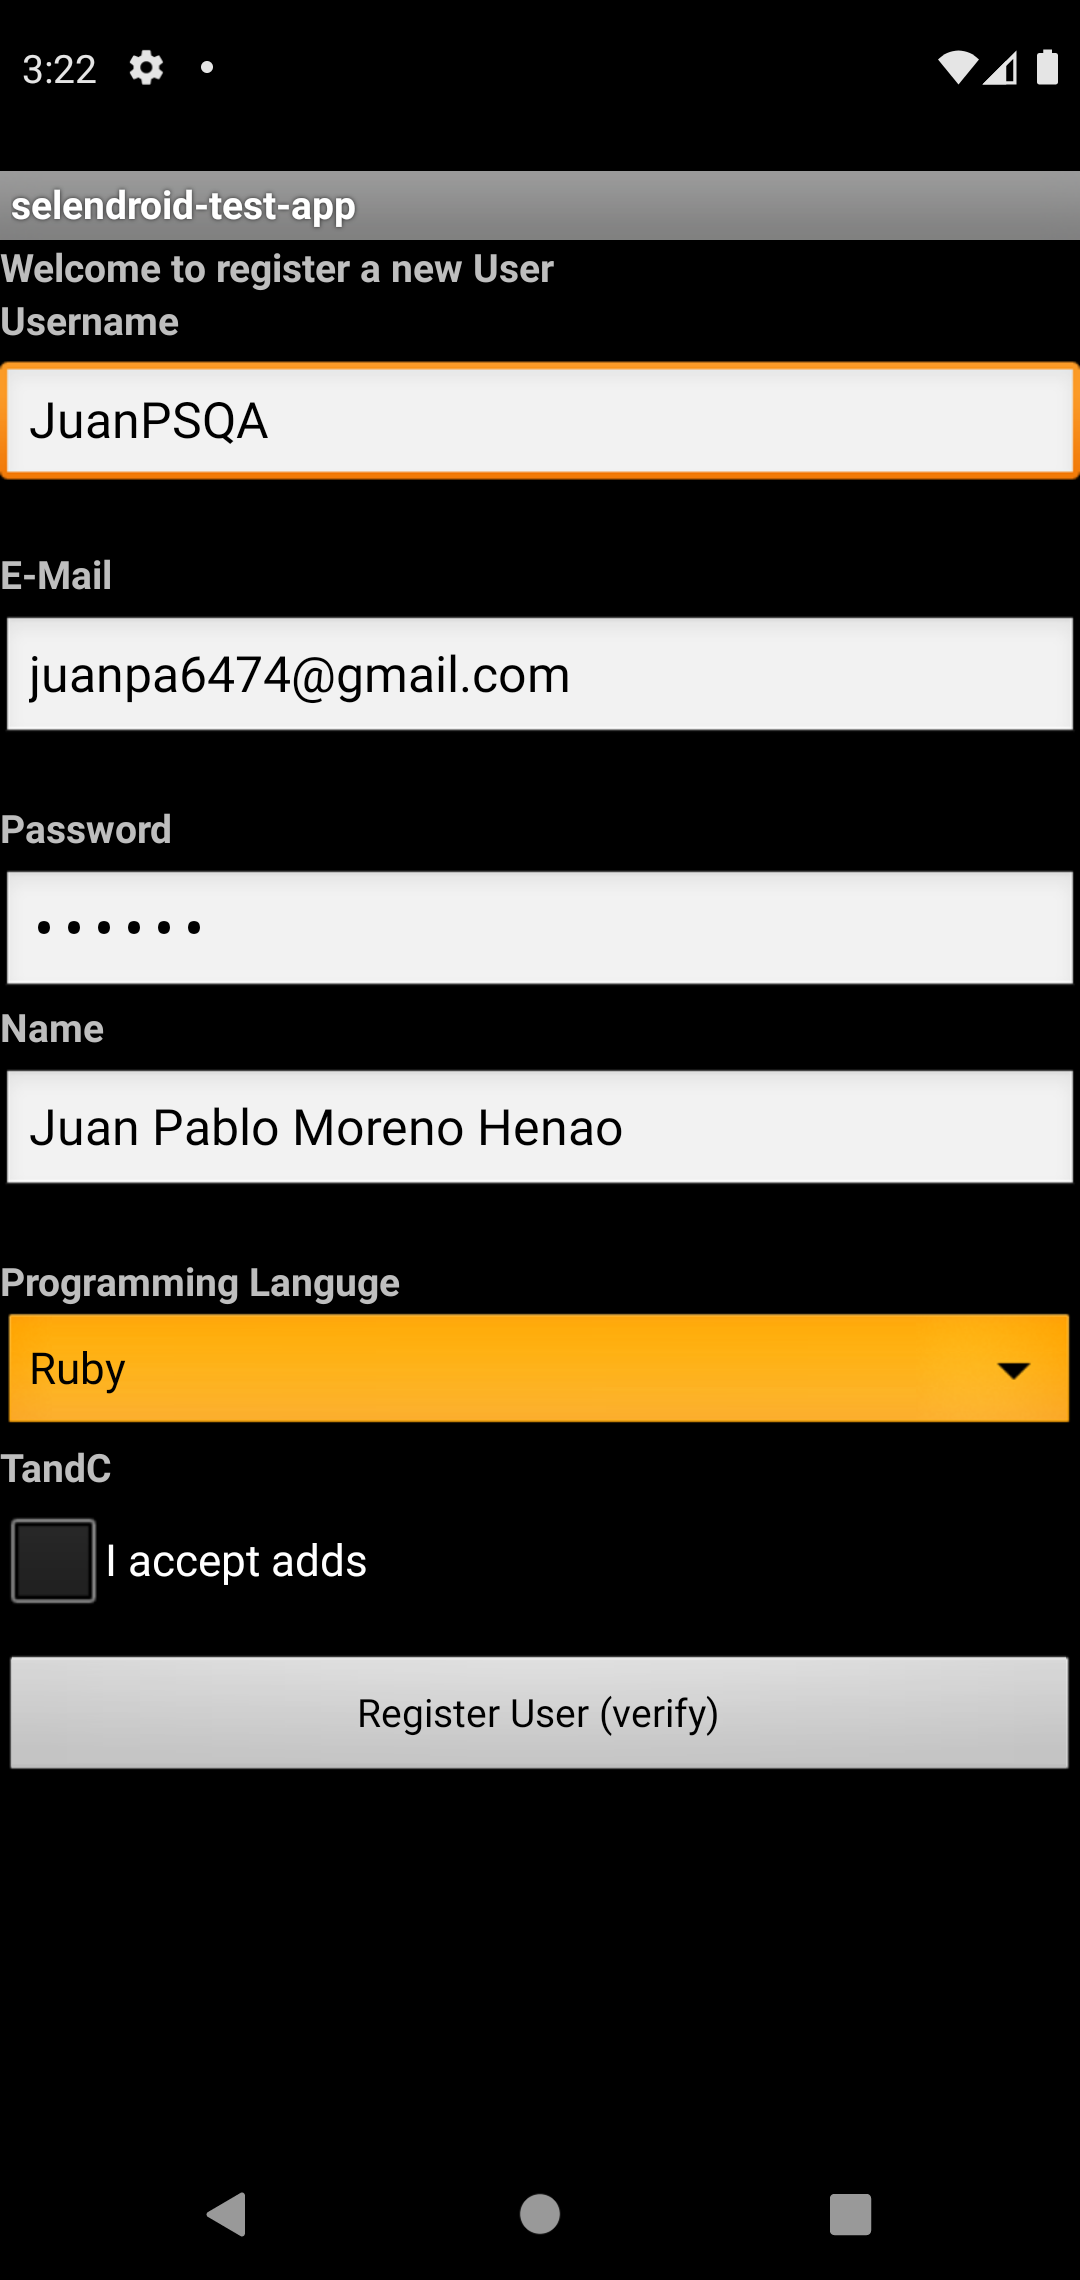 3:22
selendroid-test-app
Welcome to register a new User
Username
JuanPSQA
E-Mail
juanpa6474@gmail.com
Password
••••••
Name
Juan Pablo Moreno Henao
Programming Languge
Ruby
TandC
I accept adds
Register User (verify)